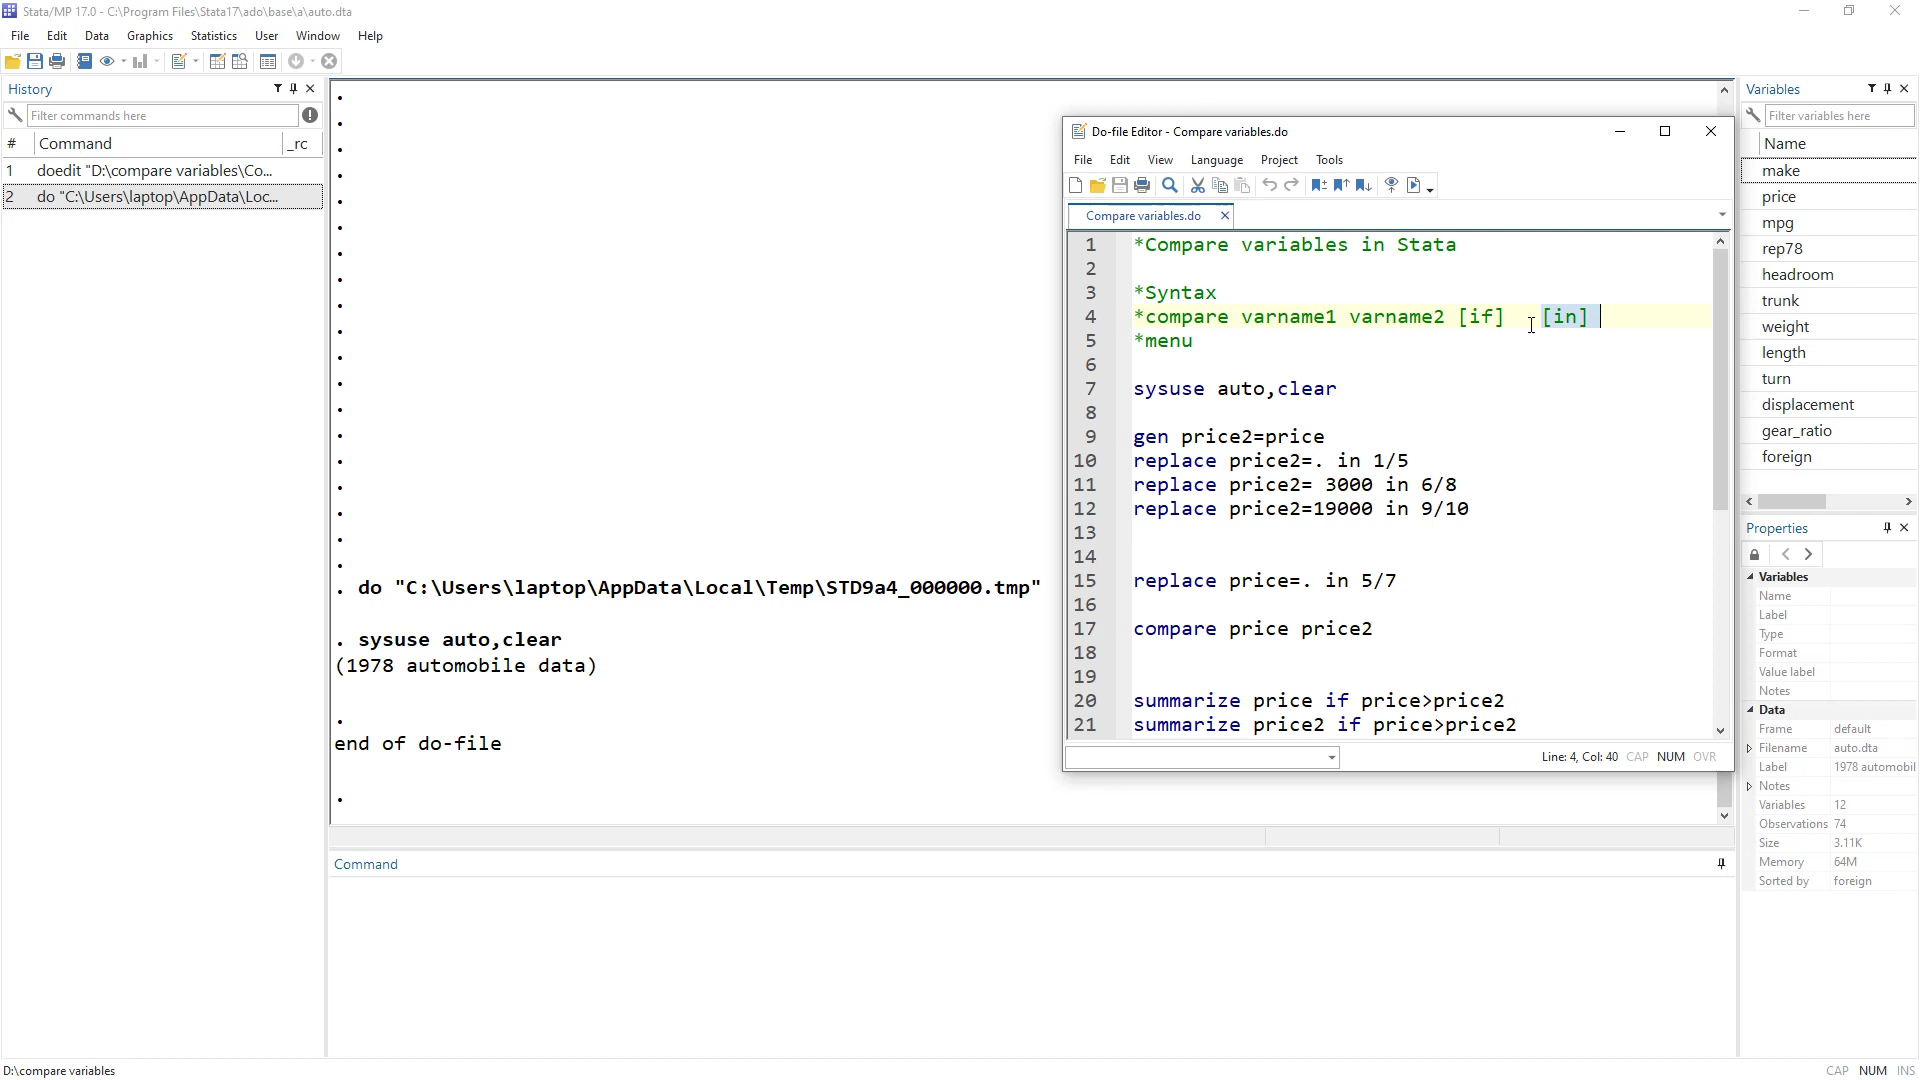 Stata/MP 17.0 - C:\Program Files\Stata17\ado\base\a\auto.dta
File Edit Data Graphics Statistics User Window Help
History
Filter commands here
# Command _rc
1 doedit "D:\compare variables\Co...
2 do "C:\Users\laptop\AppData\Loc...
. do "C:\Users\laptop\AppData\Local\Temp\STD9a4_000000.tmp"
. sysuse auto,clear
(1978 automobile data)
.
end of do-file
.
Command
Do-file Editor - Compare variables.do
File Edit View Language Project Tools
Compare variables.do
1 *Compare variables in Stata
2
3 *Syntax
4 *compare varname1 varname2 [if] [in]
5 *menu
6
7 sysuse auto,clear
8
9 gen price2=price
10 replace price2=. in 1/5
11 replace price2= 3000 in 6/8
12 replace price2=19000 in 9/10
13
14
15 replace price=. in 5/7
16
17 compare price price2
18
19
20 summarize price if price>price2
21 summarize price2 if price>price2
Line: 4, Col: 40 CAP NUM OVR
Variables
Filter variables here
Name
make
price
mpg
rep78
headroom
trunk
weight
length
turn
displacement
gear_ratio
foreign
Properties
Variables
Name
Label
Type
Format
Value label
Notes
Data
Frame default
Filename auto.dta
Label 1978 automobil
Notes
Variables 12
Observations 74
Size 3.11K
Memory 64M
Sorted by foreign
D:\compare variables
CAP NUM INS